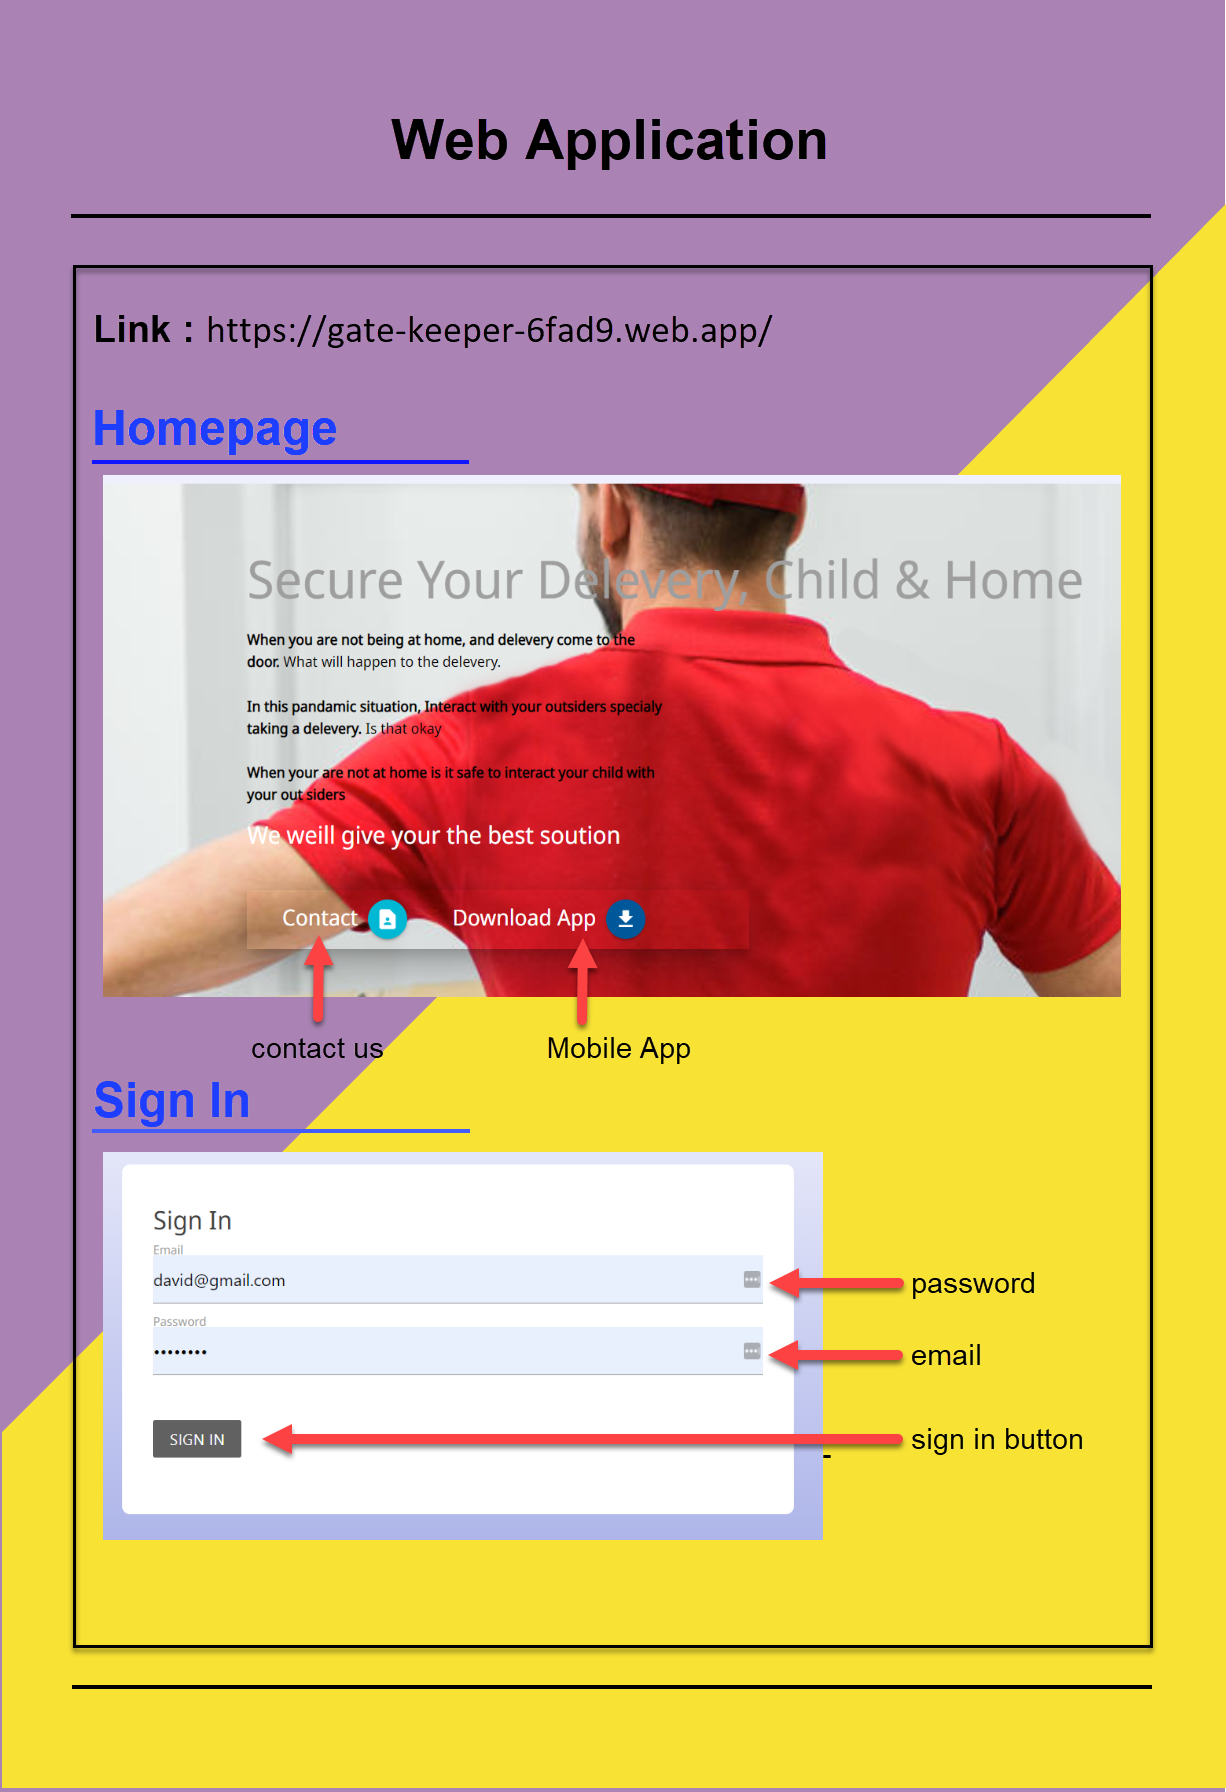 Web Application
Link : https://gate-keeper-6fad9.web.app/
Homepage
Secure Your Delevery, Child & Home
When you are not being at home, and delevery come to the
door. What will happen to the delevery.
In this pandamic situation, Interact with your outsiders specialy
taking a delevery. Is that okay
When your are not at home is it safe to interact your child with
your out siders
We weill give your the best soution
Contact Download App
contact us Mobile App
Sign In
Sign In
Email
david@gmail.com
password
Password
••••••••
email
SIGN IN
sign in button